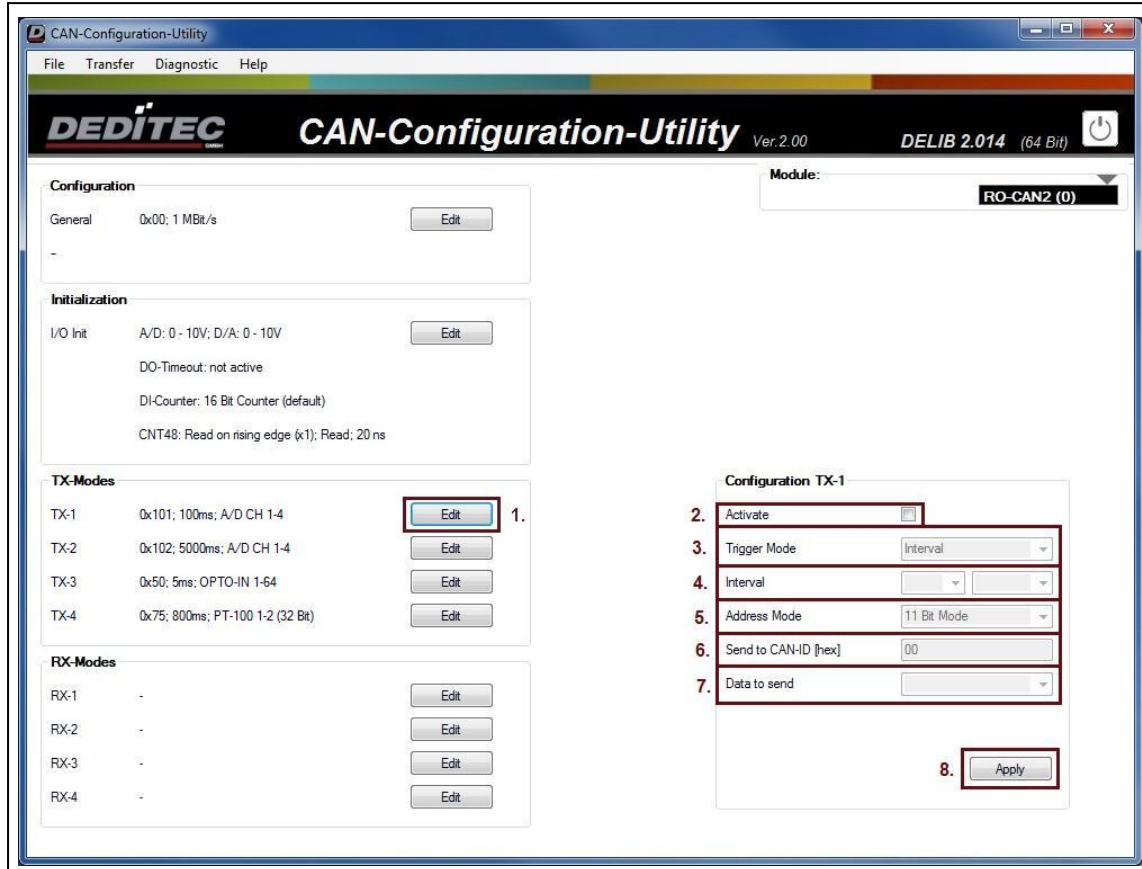 CAN-Configuration-Utility
File Transfer Diagnostic Help
DEDITEC GMBH CAN-Configuration-Utility Ver.2.00 DELIB 2.014 (64 Bit)
Module:
RO-CAN2 (0)
Configuration
General 0x00; 1 MBit/s Edit
-
Initialization
I/O Init A/D: 0 - 10V; D/A: 0 - 10V Edit
DO-Timeout: not active
DI-Counter: 16 Bit Counter (default)
CNT48: Read on rising edge (x1); Read; 20 ns
TX-Modes
TX-1 0x101; 100ms; A/D CH 1-4 Edit 1.
TX-2 0x102; 5000ms; A/D CH 1-4 Edit
TX-3 0x50; 5ms; OPTO-IN 1-64 Edit
TX-4 0x75; 800ms; PT-100 1-2 (32 Bit) Edit
RX-Modes
RX-1 - Edit
RX-2 - Edit
RX-3 - Edit
RX-4 - Edit
Configuration TX-1
2. Activate
3. Trigger Mode Interval
4. Interval
5. Address Mode 11 Bit Mode
6. Send to CAN-ID [hex] 00
7. Data to send
8. Apply